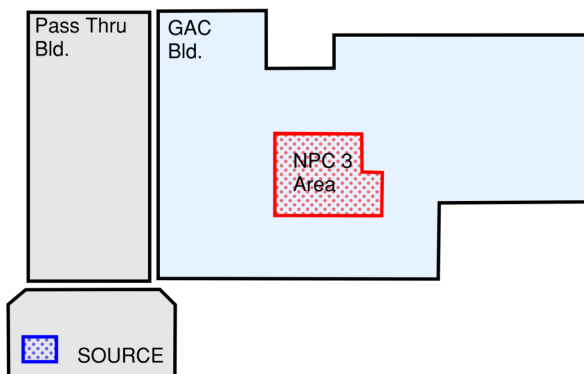 Pass Thru
Bld.
GAC
Bld.
NPC 3
Area
SOURCE